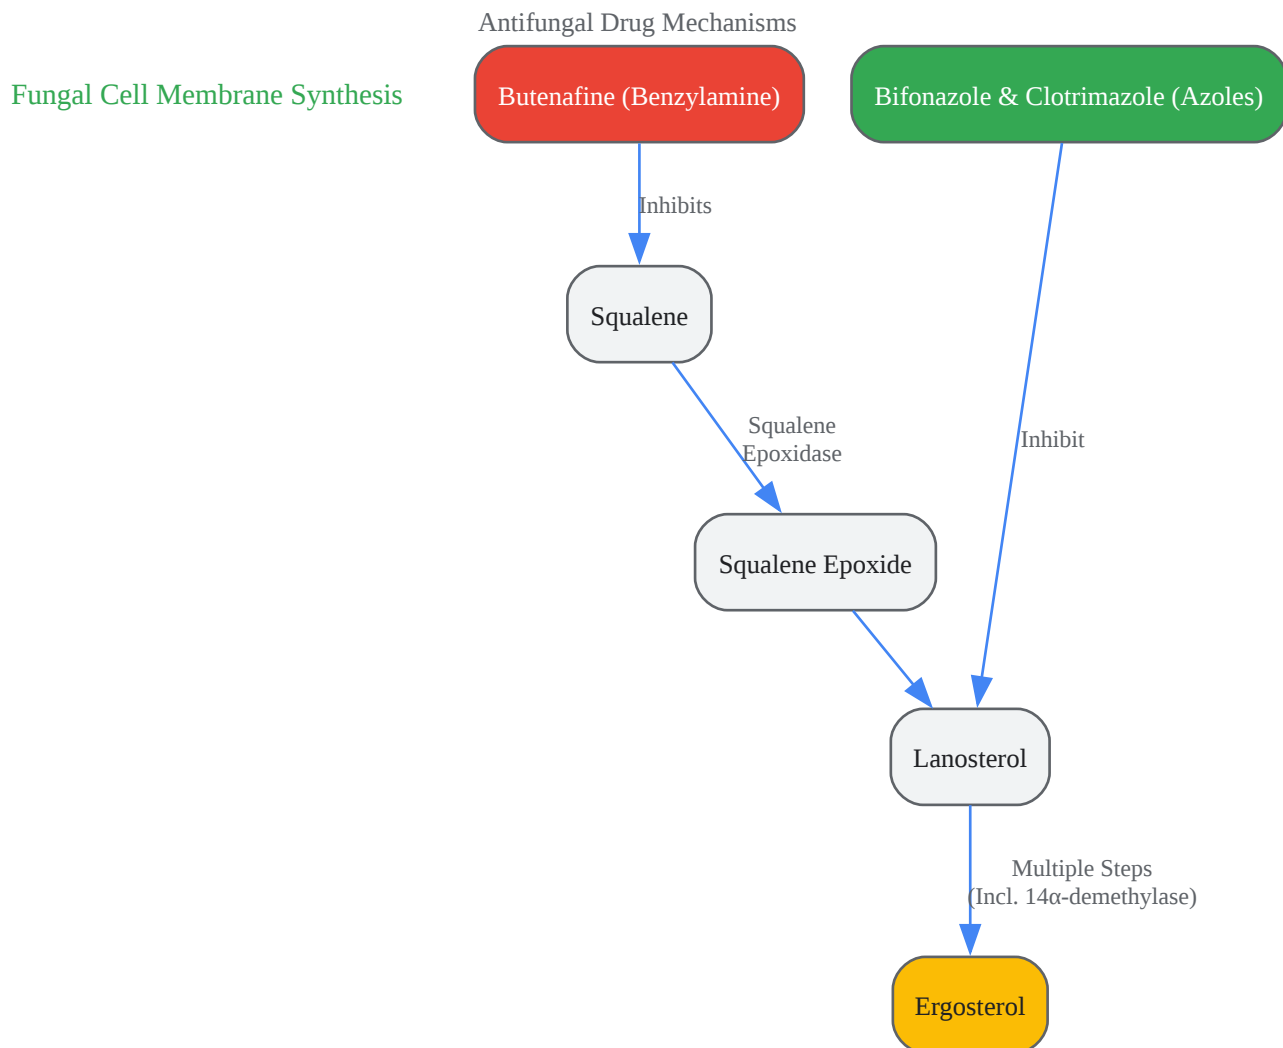 Antifungal Drug Mechanisms
Fungal Cell Membrane Synthesis
Butenafine (Benzylamine)
Bifonazole & Clotrimazole (Azoles)
Inhibits
Squalene
Squalene
Epoxidase
Inhibit
Squalene Epoxide
Lanosterol
Multiple Steps
(Incl. 14α-demethylase)
Ergosterol